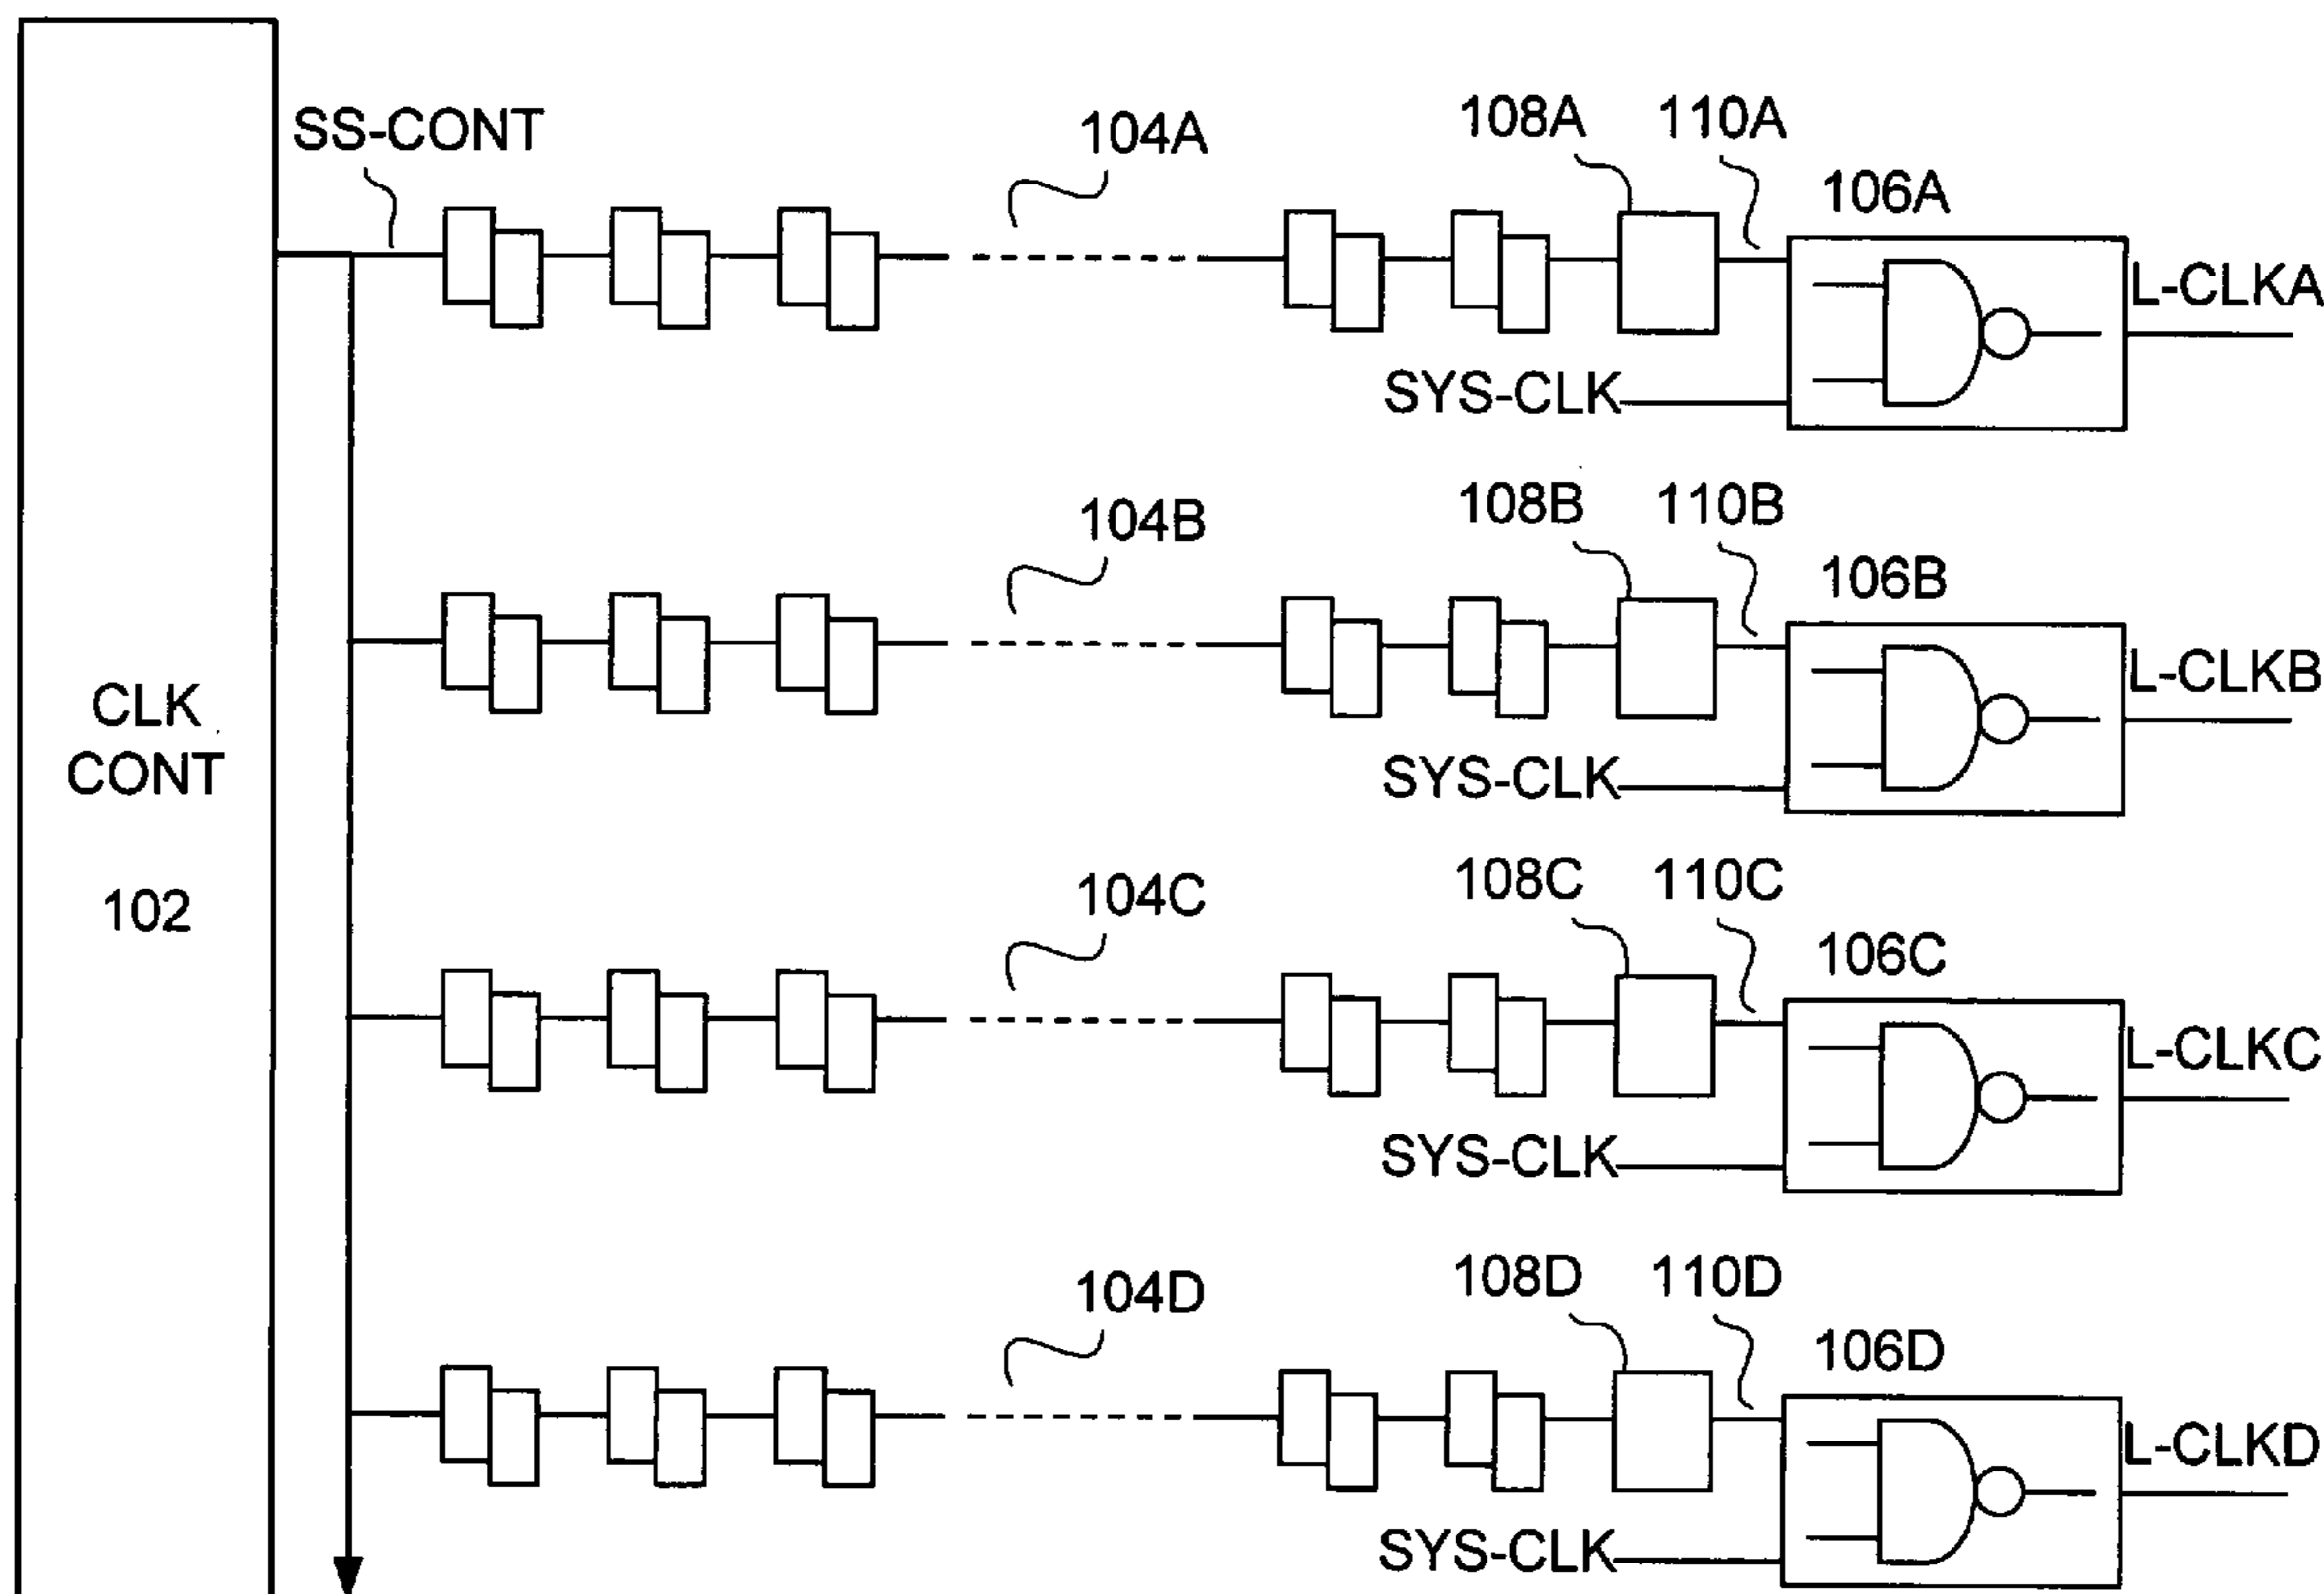 SS-CONT
104A
108A
110A
106A
L-CLKA
SYS-CLK
104B
108B
110B
106B
L-CLKB
SYS-CLK
CLK
CONT
102
104C
108C
110C
106C
L-CLKC
SYS-CLK
104D
108D
110D
106D
L-CLKD
SYS-CLK